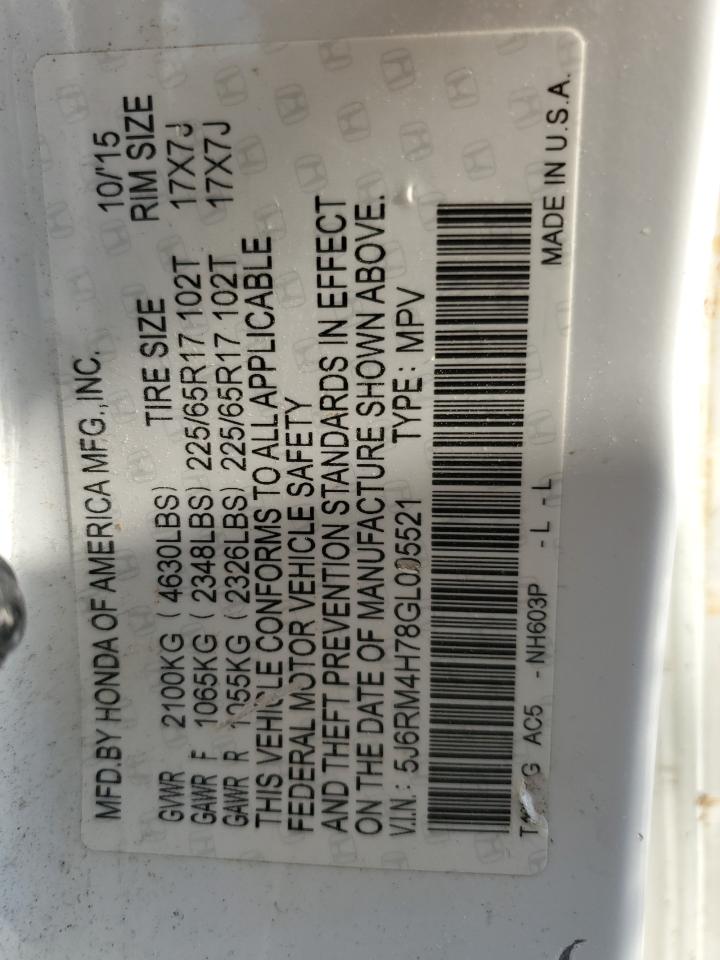 MFD.BY HONDA OF AMERICA MFG.,INC. 10/'15
TIRE SIZE RIM SIZE
GVWR 2100KG (4630LBS)
GAWR F 1065KG (2348LBS) 225/65R17 102T 17X7J
GAWR R 1055KG (2326LBS) 225/65R17 102T 17X7J
THIS VEHICLE CONFORMS TO ALL APPLICABLE
FEDERAL MOTOR VEHICLE SAFETY
AND THEFT PREVENTION STANDARDS IN EFFECT
ON THE DATE OF MANUFACTURE SHOWN ABOVE.
V.I.N.: 5J6RM4H78GL005521 TYPE: MPV
G AC5 -NH603P -L -L
MADE IN U.S.A.